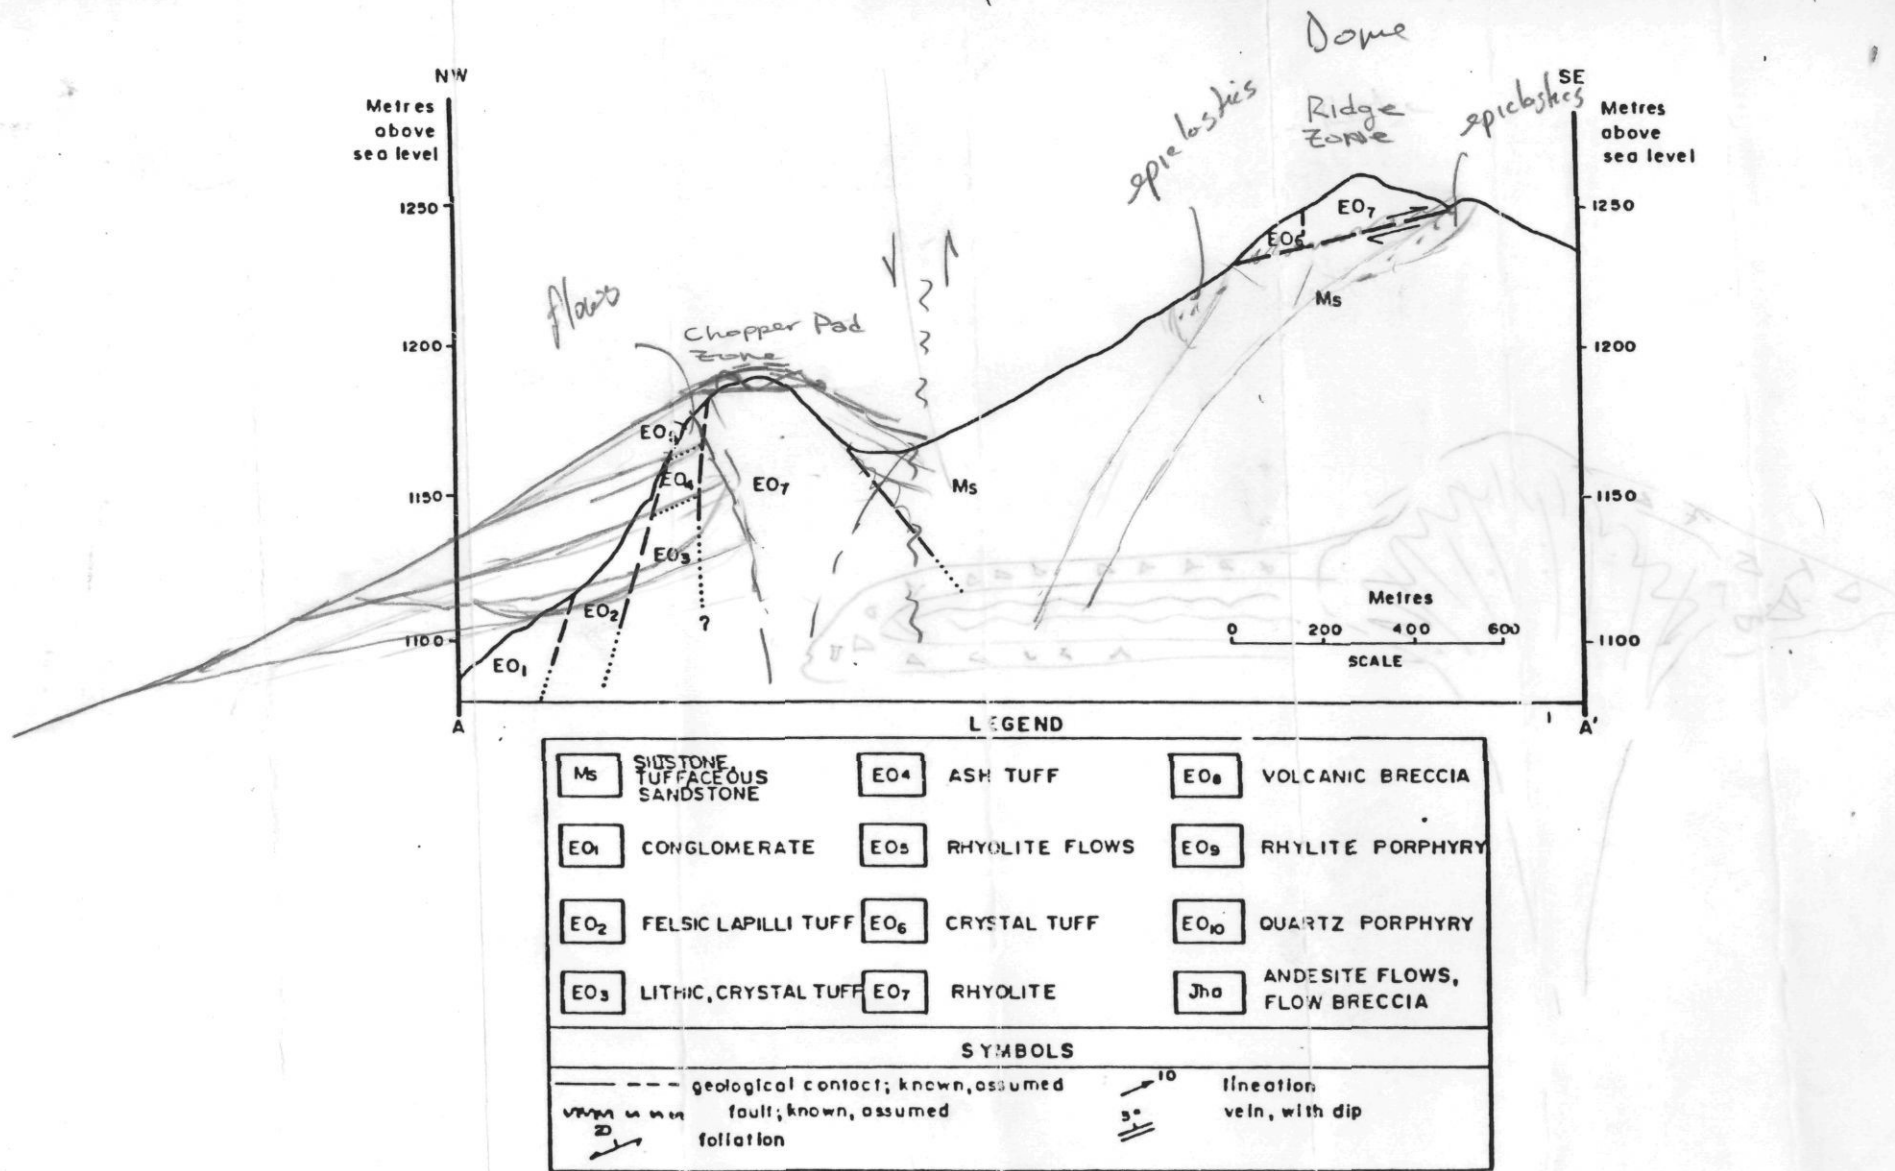 Dome
NW
SE
Metres
above
sea level
epiclastics
Ridge
Zone
epiclastics
Metres
above
sea level
1250
EO7
1250
EO6
flows
Ms
Chopper Pad
Zone
1200
1200
EO5
EO4
EO7
Ms
1150
1150
EO3
EO2
?
Metres
0 200 400 600
SCALE
1100
1100
EO1
A
A'
LEGEND
Ms SILTSTONE, TUFFACEOUS SANDSTONE
EO4 ASH TUFF
EO8 VOLCANIC BRECCIA
EO1 CONGLOMERATE
EO5 RHYOLITE FLOWS
EO9 RHYLITE PORPHYRY
EO2 FELSIC LAPILLI TUFF
EO6 CRYSTAL TUFF
EO10 QUARTZ PORPHYRY
EO3 LITHIC, CRYSTAL TUFF
EO7 RHYOLITE
Jha ANDESITE FLOWS,
FLOW BRECCIA
SYMBOLS
geological contact; known, assumed
10 lineation
fault; known, assumed
vein, with dip
20
foliation